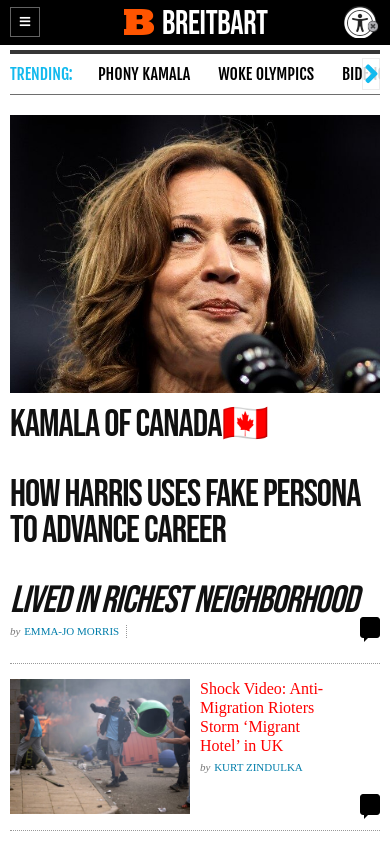 BREITBART
TRENDING: PHONY KAMALA WOKE OLYMPICS BID
KAMALA OF CANADA🇨🇦
HOW HARRIS USES FAKE PERSONA
TO ADVANCE CAREER
LIVED IN RICHEST NEIGHBORHOOD
by EMMA-JO MORRIS
Shock Video: Anti-
Migration Rioters
Storm ‘Migrant
Hotel’ in UK
by KURT ZINDULKA